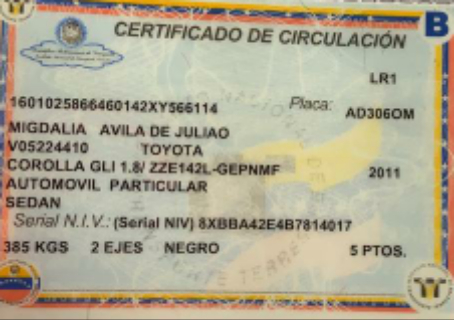 CERTIFICADO DE CIRCULACIÓN
B
LR1
1601025866460142XY566114 Placa: AD306OM
MIGDALIA AVILA DE JULIAO
V05224410 TOYOTA
COROLLA GLI 1.8/ ZZE142L-GEPNMF 2011
AUTOMOVIL PARTICULAR
SEDAN
Serial N.I.V.: (Serial NIV) 8XBBA42E4B7814017
385 KGS 2 EJES NEGRO 5 PTOS.